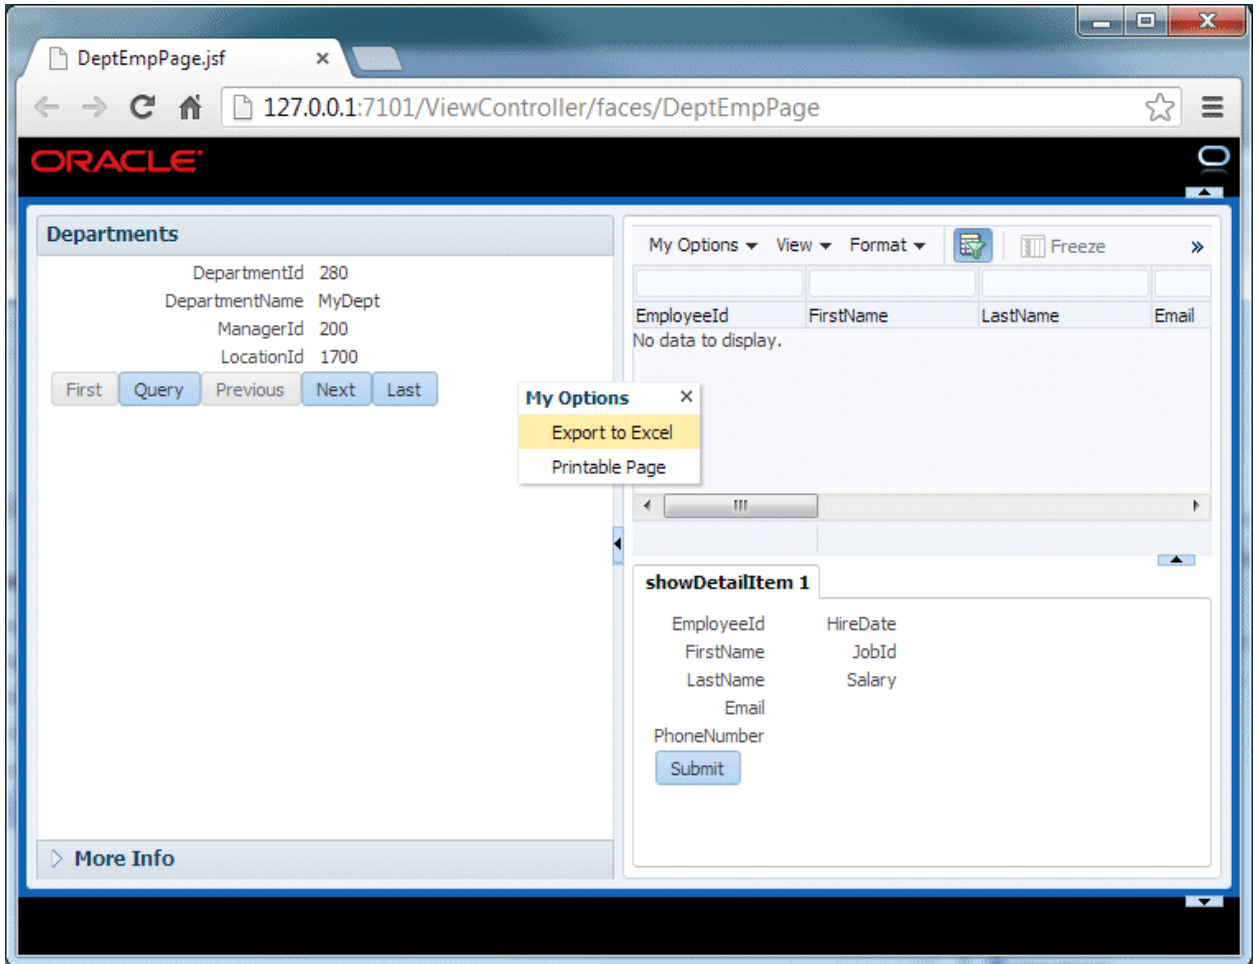 DeptEmpPage.jsf
127.0.0.1:7101/ViewController/faces/DeptEmpPage
ORACLE
Departments
DepartmentId 280
DepartmentName MyDept
ManagerId 200
LocationId 1700
First Query Previous Next Last
More Info
My Options View Format Freeze »
EmployeeId FirstName LastName Email
No data to display.
My Options
Export to Excel
Printable Page
showDetailItem 1
EmployeeId HireDate
FirstName JobId
LastName Salary
Email
PhoneNumber
Submit